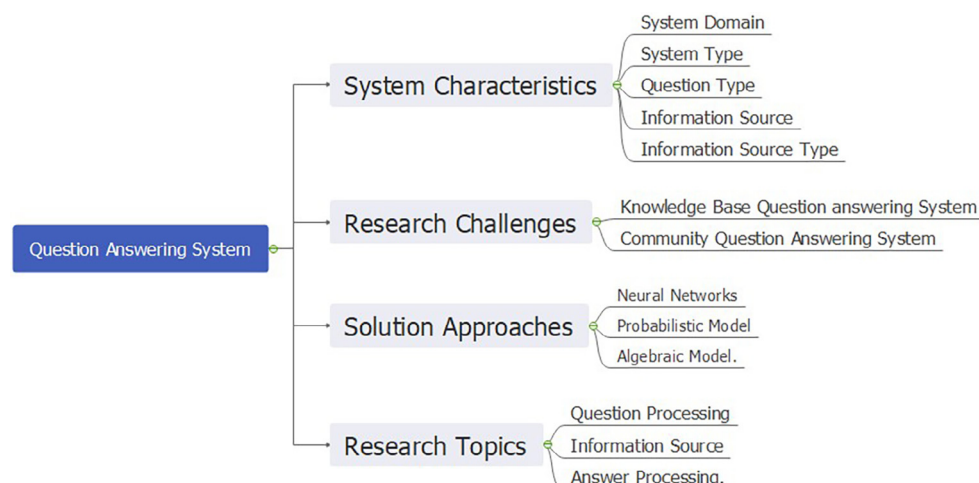 Question Answering System
System Characteristics
System Domain
System Type
Question Type
Information Source
Information Source Type
Research Challenges
Knowledge Base Question answering System
Community Question Answering System
Solution Approaches
Neural Networks
Probabilistic Model
Algebraic Model.
Research Topics
Question Processing
Information Source
Answer Processing.